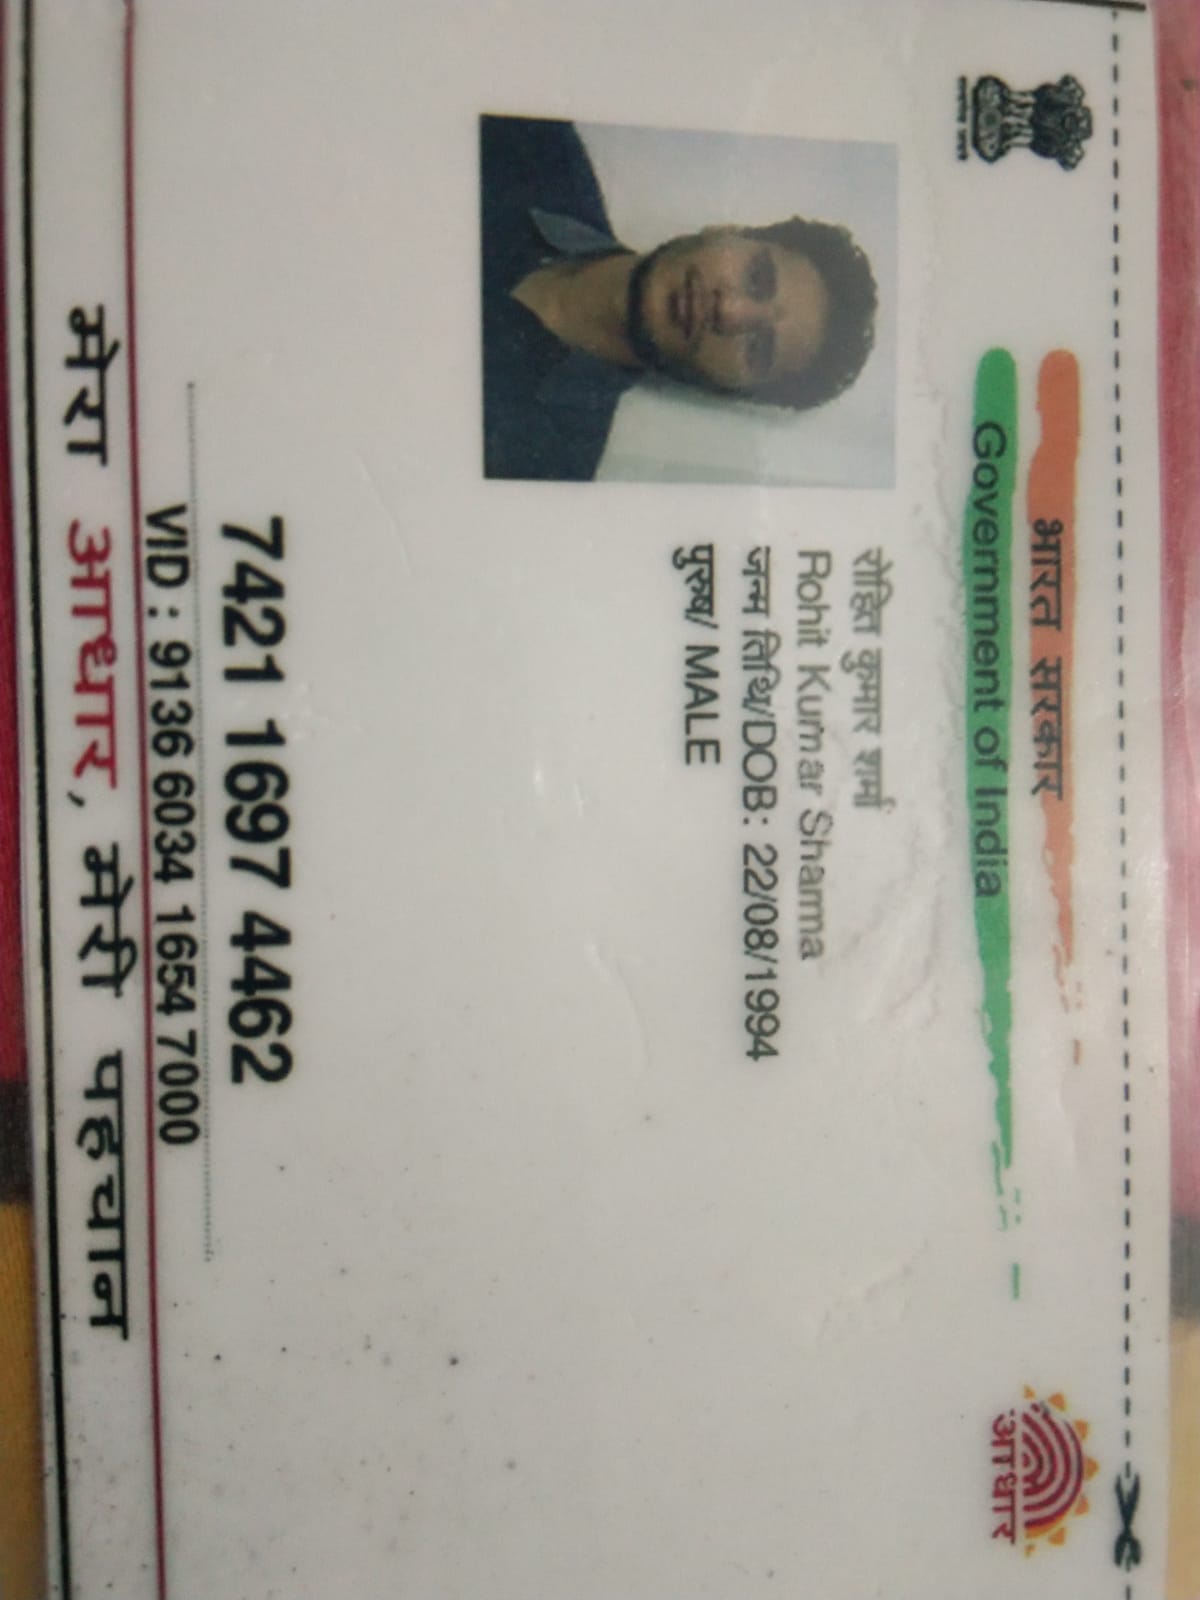 भारत सरकार
Government of India
आधार
रोहित कुमार शर्मा
Rohit Kumar Sharma
जन्म तिथि/DOB: 22/08/1994
पुरुष/ MALE
7421 1697 4462
VID : 9136 6034 1654 7000
मेरा आधार, मेरी पहचान